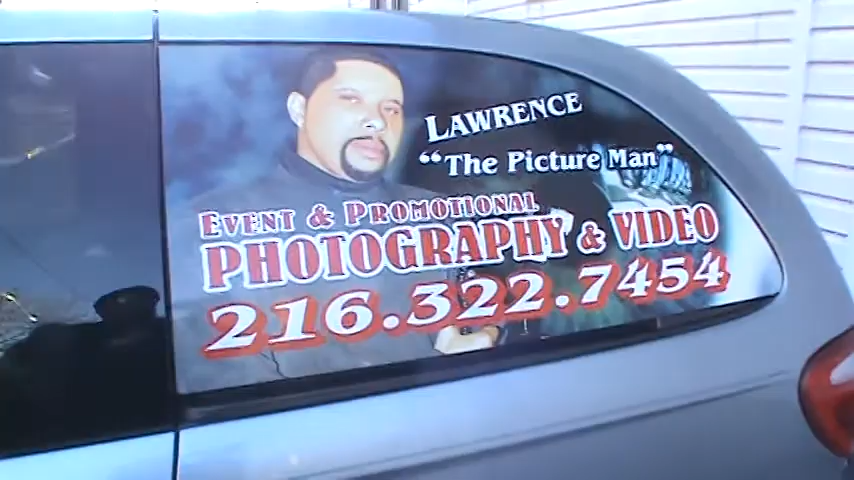 LAWRENCE
“The Picture Man”
EVENT & PROMOTIONAL
PHOTOGRAPHY & VIDEO
216.322.7454